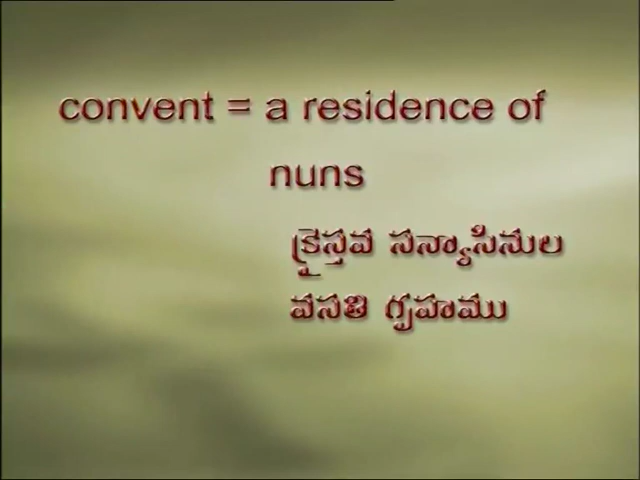 convent = a residence of
nuns
క్రైస్తవ సన్యాసినుల
వసతి గృహము